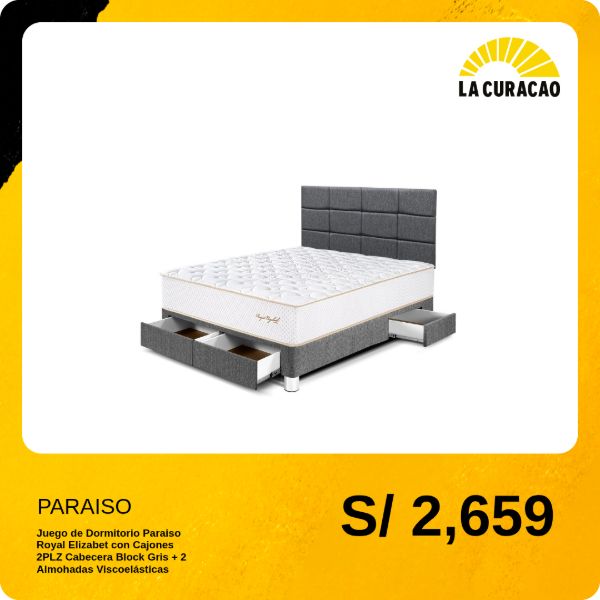 LA CURACAO
PARAISO
S/ 2,659
Juego de Dormitorio Paraiso
Royal Elizabet con Cajones
2PLZ Cabecera Block Gris + 2
Almohadas VIscoelásticas